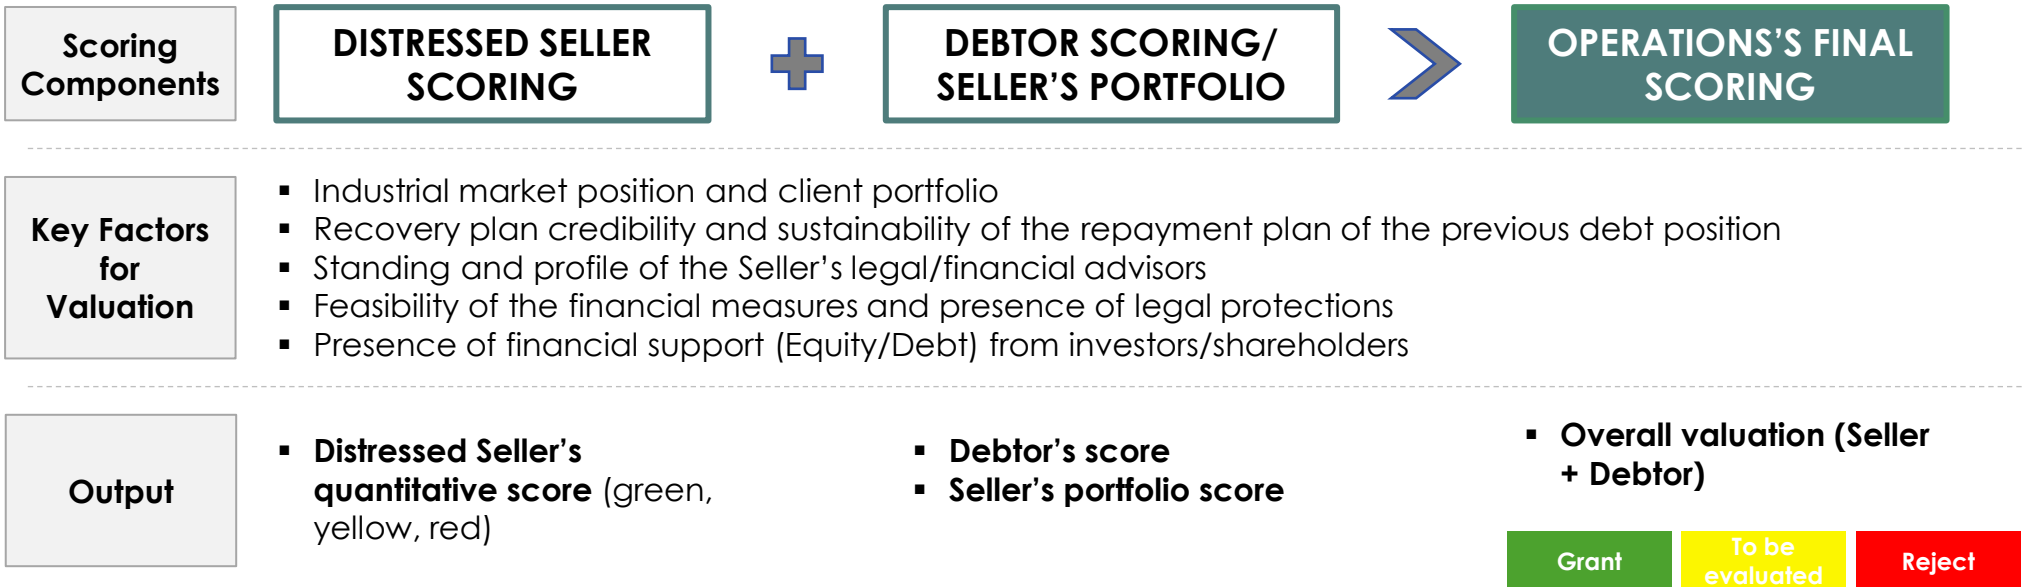 Scoring
Components
DISTRESSED SELLER
SCORING
DEBTOR SCORING/
SELLER’S PORTFOLIO
OPERATIONS’S FINAL
SCORING
Key Factors
for
Valuation
▪ Industrial market position and client portfolio
▪ Recovery plan credibility and sustainability of the repayment plan of the previous debt position
▪ Standing and profile of the Seller’s legal/financial advisors
▪ Feasibility of the financial measures and presence of legal protections
▪ Presence of financial support (Equity/Debt) from investors/shareholders
Output
▪ Distressed Seller’s
quantitative score (green,
yellow, red)
▪ Debtor’s score
▪ Seller’s portfolio score
▪ Overall valuation (Seller
+ Debtor)
Grant
To be
evaluated
Reject